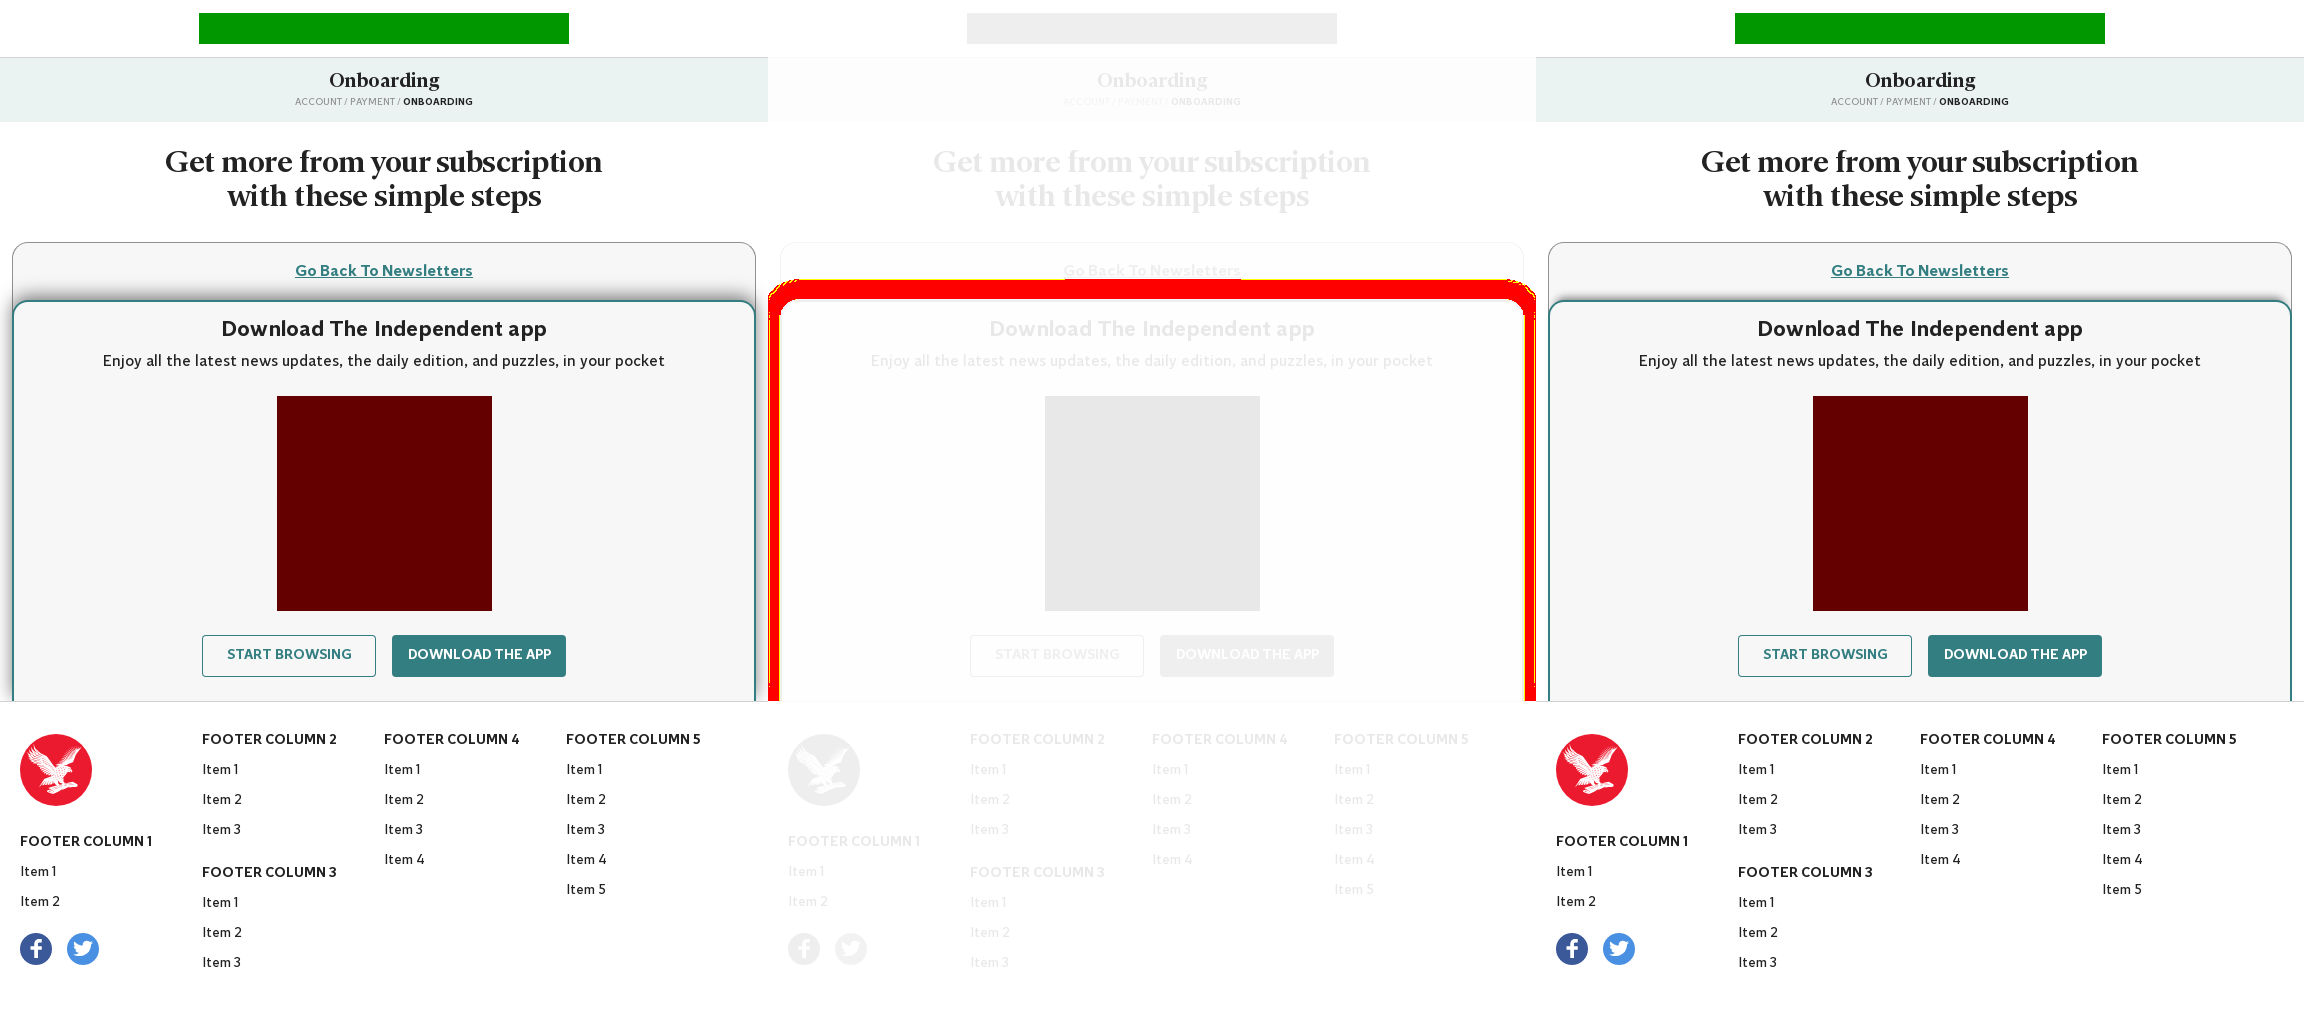 Onboarding
ACCOUNT / PAYMENT / ONBOARDING
Get more from your subscription
with these simple steps
Go Back To Newsletters
Download The Independent app
Enjoy all the latest news updates, the daily edition, and puzzles, in your pocket
START BROWSING
DOWNLOAD THE APP
FOOTER COLUMN 1
Item 1
Item 2
FOOTER COLUMN 2
Item 1
Item 2
Item 3
FOOTER COLUMN 3
Item 1
Item 2
Item 3
FOOTER COLUMN 4
Item 1
Item 2
Item 3
Item 4
FOOTER COLUMN 5
Item 1
Item 2
Item 3
Item 4
Item 5
Onboarding
ACCOUNT / PAYMENT / ONBOARDING
Get more from your subscription
with these simple steps
Go Back To Newsletters
Download The Independent app
Enjoy all the latest news updates, the daily edition, and puzzles, in your pocket
START BROWSING
DOWNLOAD THE APP
FOOTER COLUMN 1
Item 1
Item 2
FOOTER COLUMN 2
Item 1
Item 2
Item 3
FOOTER COLUMN 3
Item 1
Item 2
Item 3
FOOTER COLUMN 4
Item 1
Item 2
Item 3
Item 4
FOOTER COLUMN 5
Item 1
Item 2
Item 3
Item 4
Item 5
Onboarding
ACCOUNT / PAYMENT / ONBOARDING
Get more from your subscription
with these simple steps
Go Back To Newsletters
Download The Independent app
Enjoy all the latest news updates, the daily edition, and puzzles, in your pocket
START BROWSING
DOWNLOAD THE APP
FOOTER COLUMN 1
Item 1
Item 2
FOOTER COLUMN 2
Item 1
Item 2
Item 3
FOOTER COLUMN 3
Item 1
Item 2
Item 3
FOOTER COLUMN 4
Item 1
Item 2
Item 3
Item 4
FOOTER COLUMN 5
Item 1
Item 2
Item 3
Item 4
Item 5